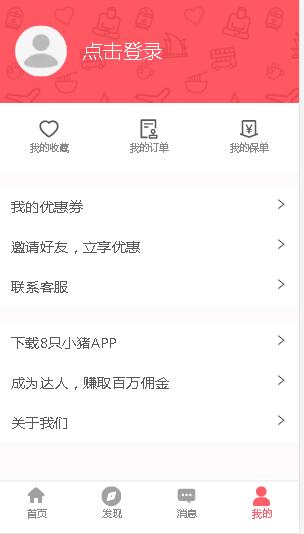 点击登录
我的收藏 我的订单 我的保单
我的优惠券
邀请好友，立享优惠
联系客服
下载8只小猪APP
成为达人，赚取百万佣金
关于我们
首页 发现 消息 我的